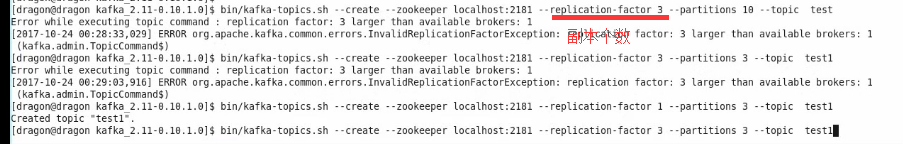 [dragon@dragon kafka_2.11-0.10.1.0]$ bin/kafka-topics.sh --create --zookeeper localhost:2181 --replication-factor 3 --partitions 10 --topic  test
Error while executing topic command : replication factor: 3 larger than available brokers: 1
[2017-10-24 00:28:33,029] ERROR org.apache.kafka.common.errors.InvalidReplicationFactorException: replication factor: 3 larger than available brokers: 1
副本个数
 (kafka.admin.TopicCommand$)
[dragon@dragon kafka_2.11-0.10.1.0]$ bin/kafka-topics.sh --create --zookeeper localhost:2181 --replication-factor 3 --partitions 3 --topic  test1
Error while executing topic command : replication factor: 3 larger than available brokers: 1
[2017-10-24 00:29:03,916] ERROR org.apache.kafka.common.errors.InvalidReplicationFactorException: replication factor: 3 larger than available brokers: 1
 (kafka.admin.TopicCommand$)
[dragon@dragon kafka_2.11-0.10.1.0]$ bin/kafka-topics.sh --create --zookeeper localhost:2181 --replication-factor 1 --partitions 3 --topic  test1
Created topic "test1".
[dragon@dragon kafka_2.11-0.10.1.0]$ bin/kafka-topics.sh --create --zookeeper localhost:2181 --replication-factor 3 --partitions 3 --topic  test1